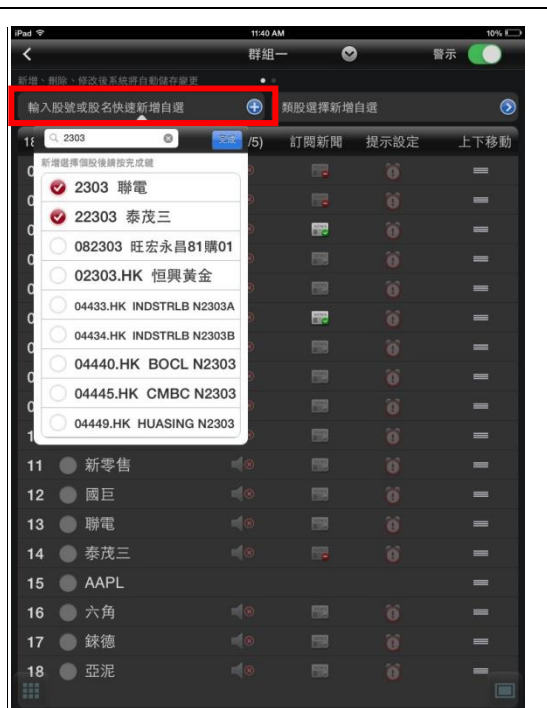 iPad 11:40 AM 10%
群組一 警示
新增、刪除、修改後系統將自動儲存變更
輸入股號或股名快速新增自選 類股選擇新增自選
18 2303 完成 /5) 訂閱新聞 提示設定 上下移動
新增選擇個股後請按完成鍵
2303 聯電
22303 泰茂三
082303 旺宏永昌81購01
02303.HK 恒興黃金
04433.HK INDSTRLB N2303A
04434.HK INDSTRLB N2303B
04440.HK BOCL N2303
04445.HK CMBC N2303
04449.HK HUASING N2303
11 新零售
12 國巨
13 聯電
14 泰茂三
15 AAPL
16 六角
17 錸德
18 亞泥